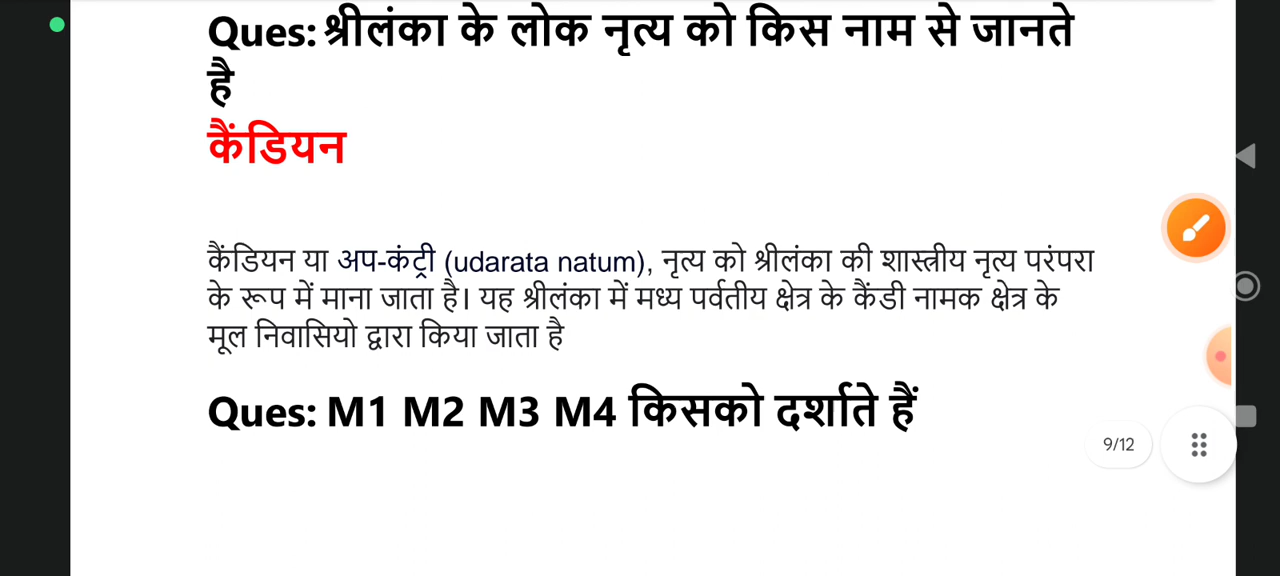 Ques: श्रीलंका के लोक नृत्य को किस नाम से जानते
है
कैंडियन
कैंडियन या अप-कंट्री (udarata natum), नृत्य को श्रीलंका की शास्त्रीय नृत्य परंपरा
के रूप में माना जाता है। यह श्रीलंका में मध्य पर्वतीय क्षेत्र के कैंडी नामक क्षेत्र के
मूल निवासियो द्वारा किया जाता है
Ques: M1 M2 M3 M4 किसको दर्शाते हैं
9/12